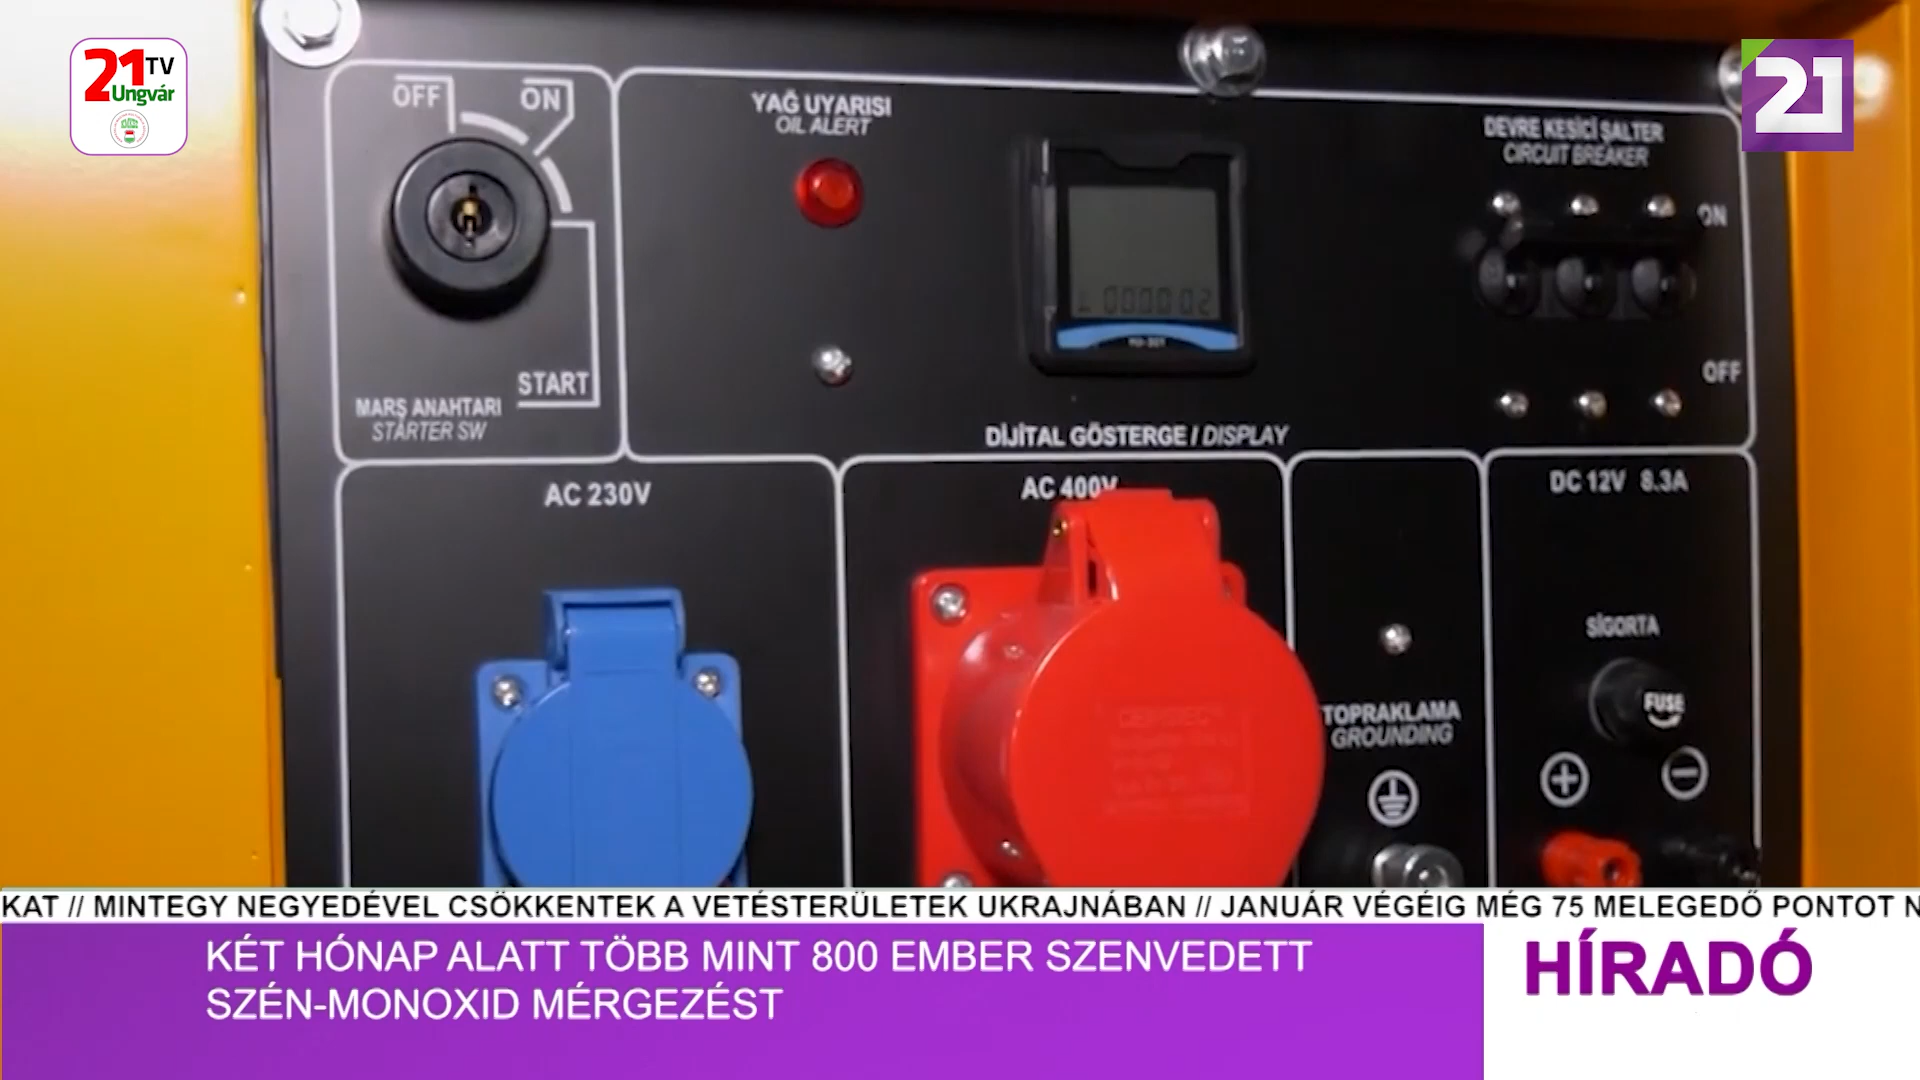 21 TV
Ungvár
21
OFF
ON
START
MARŞ ANAHTARI
STARTER SW
YAĞ UYARISI
OIL ALERT
000002
DİJİTAL GÖSTERGE / DISPLAY
DEVRE KESİCİ ŞALTER
CIRCUIT BREAKER
ON
OFF
AC 230V
AC 400V
TOPRAKLAMA
GROUNDING
DC 12V 8.3A
SİGORTA
FUSE
KAT // MINTEGY NEGYEDÉVEL CSÖKKENTEK A VETÉSTERÜLETEK UKRAJNÁBAN // JANUÁR VÉGÉIG MÉG 75 MELEGEDŐ PONTOT N
KÉT HÓNAP ALATT TÖBB MINT 800 EMBER SZENVEDETT
SZÉN-MONOXID MÉRGEZÉST
HÍRADÓ